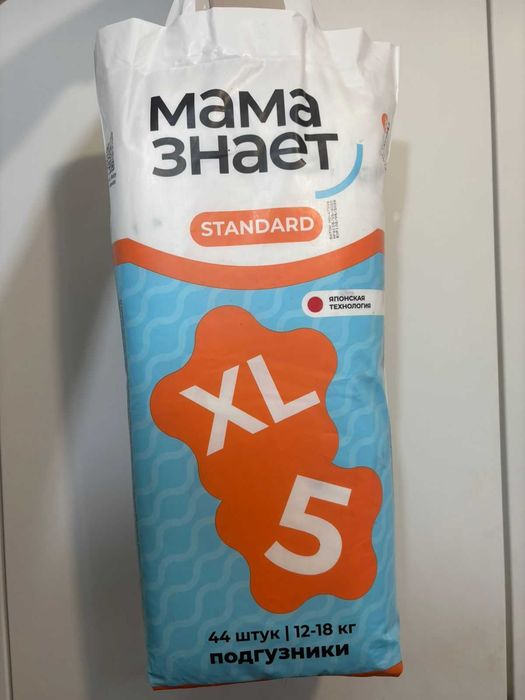 мама
знает
STANDARD
ЯПОНСКАЯ
ТЕХНОЛОГИЯ
XL
5
44 штук | 12-18 кг
подгузники